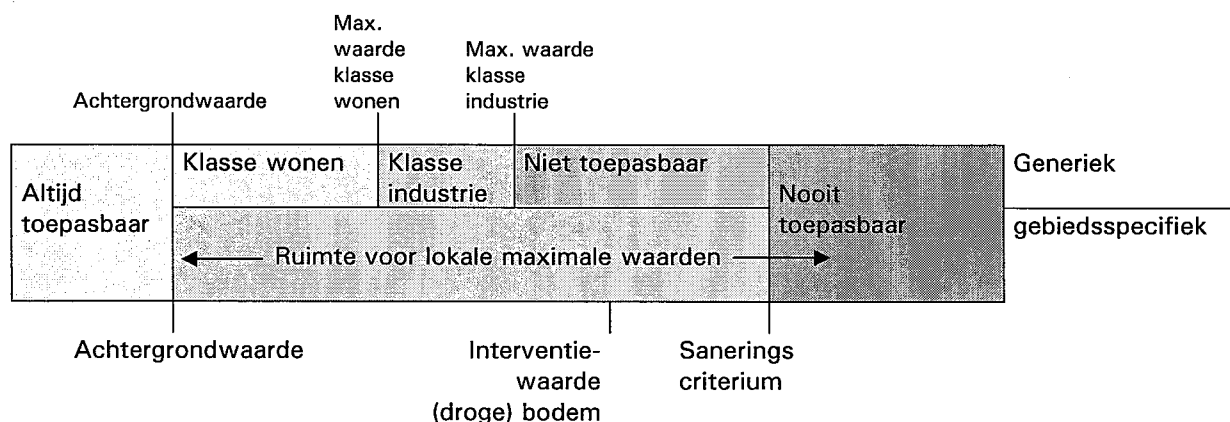 Max.
waarde
klasse
wonen
Max. waarde
klasse
industrie
Achtergrondwaarde
Klasse wonen
Klasse
industrie
Niet toepasbaar
Altijd
toepasbaar
Nooit
toepasbaar
Generiek
gebiedsspecifiek
Ruimte voor lokale maximale waarden
Achtergrondwaarde
Interventie-
waarde
(droge) bodem
Sanerings
criterium